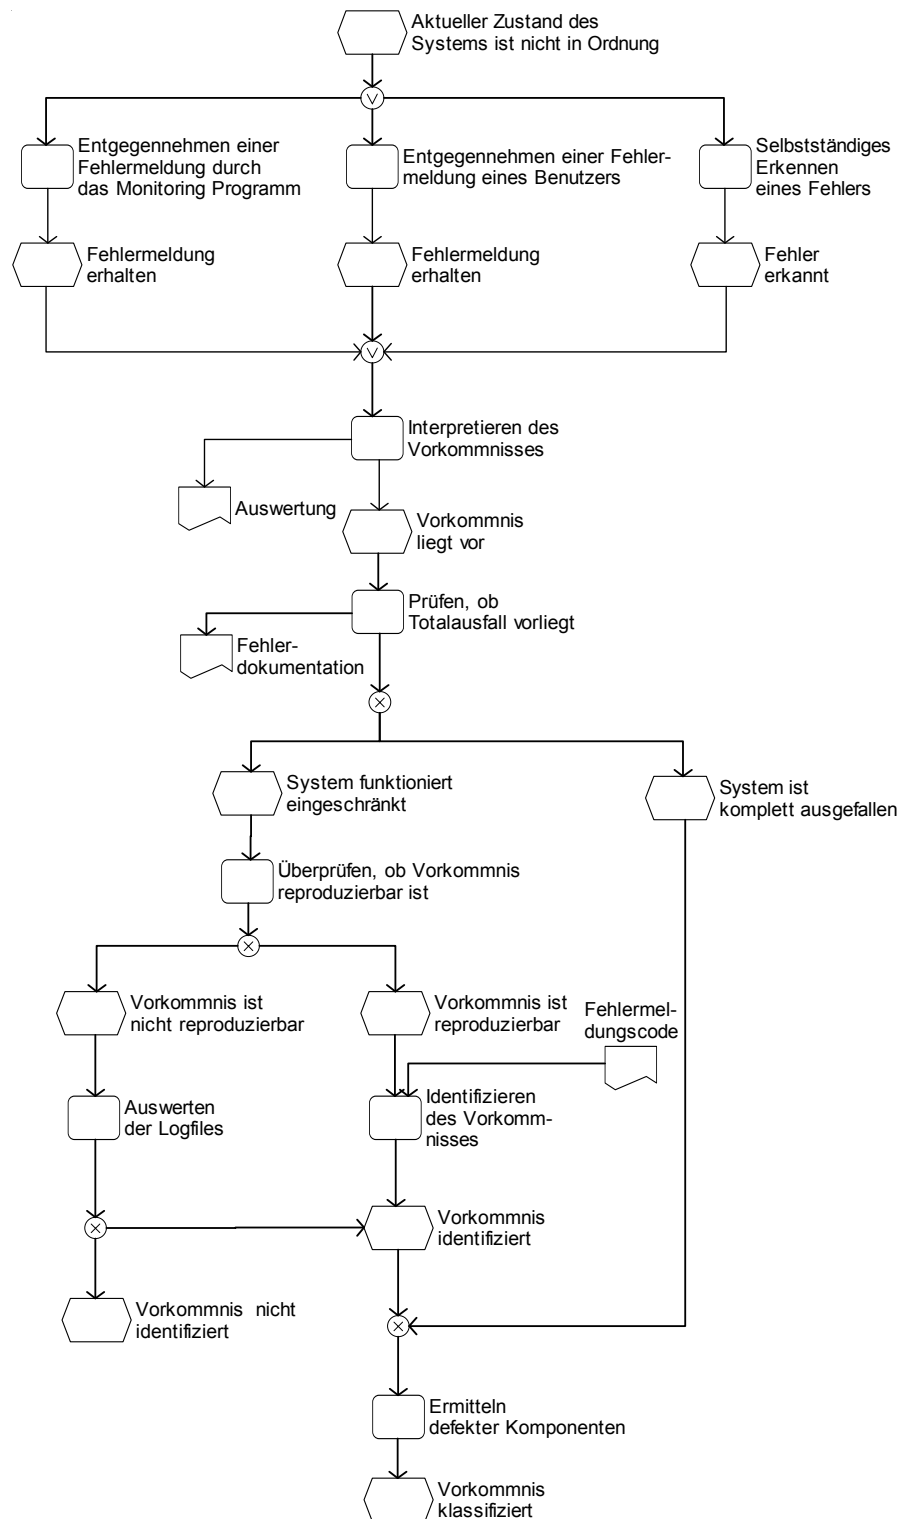 Aktueller Zustand des
Systems ist nicht in Ordnung
Entgegennehmen einer
Fehlermeldung durch
das Monitoring Programm
Entgegennehmen einer Fehler-
meldung eines Benutzers
Selbstständiges
Erkennen
eines Fehlers
Fehlermeldung
erhalten
Fehlermeldung
erhalten
Fehler
erkannt
Interpretieren des
Vorkommnisses
Auswertung
Vorkommnis
liegt vor
Prüfen, ob
Totalausfall vorliegt
Fehler-
dokumentation
System funktioniert
eingeschränkt
System ist
komplett ausgefallen
Überprüfen, ob Vorkommnis
reproduzierbar ist
Vorkommnis ist
nicht reproduzierbar
Vorkommnis ist
reproduzierbar
Fehlermel-
dungscode
Auswerten
der Logfiles
Identifizieren
des Vorkomm-
nisses
Vorkommnis
identifiziert
Vorkommnis nicht
identifiziert
Ermitteln
defekter Komponenten
Vorkommnis
klassifiziert